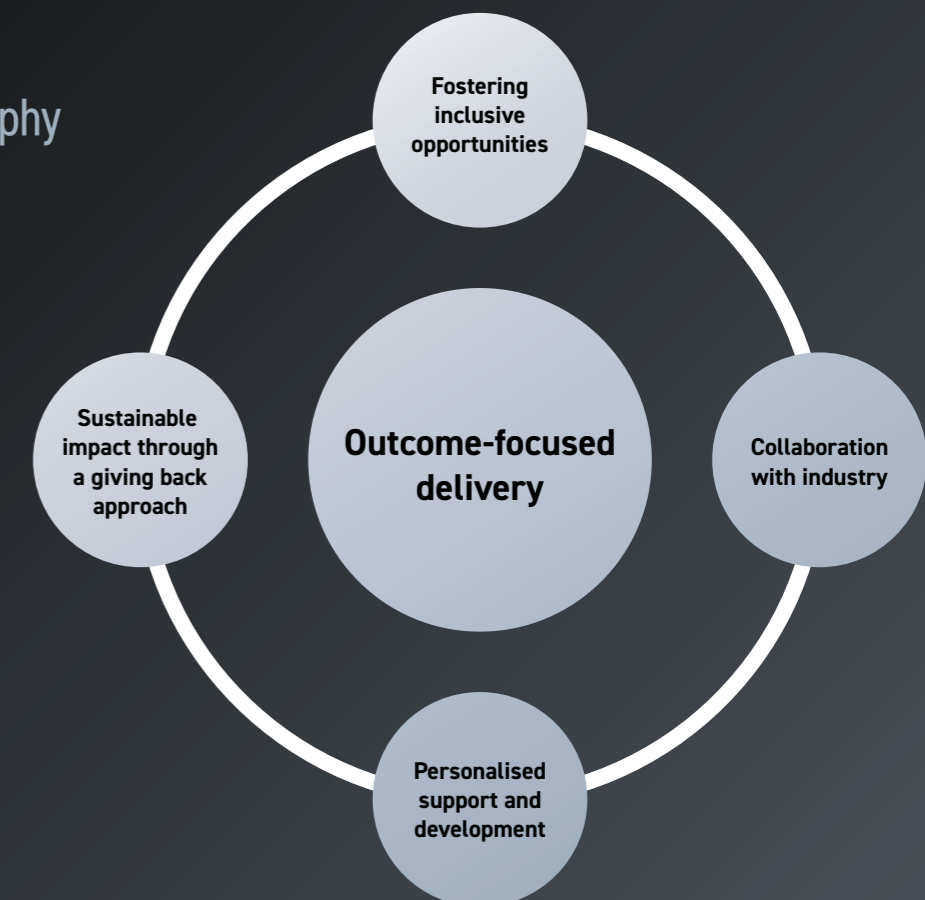 phy
Fostering
inclusive
opportunities
Sustainable
impact through
a giving back
approach
Outcome-focused
delivery
Collaboration
with industry
Personalised
support and
development